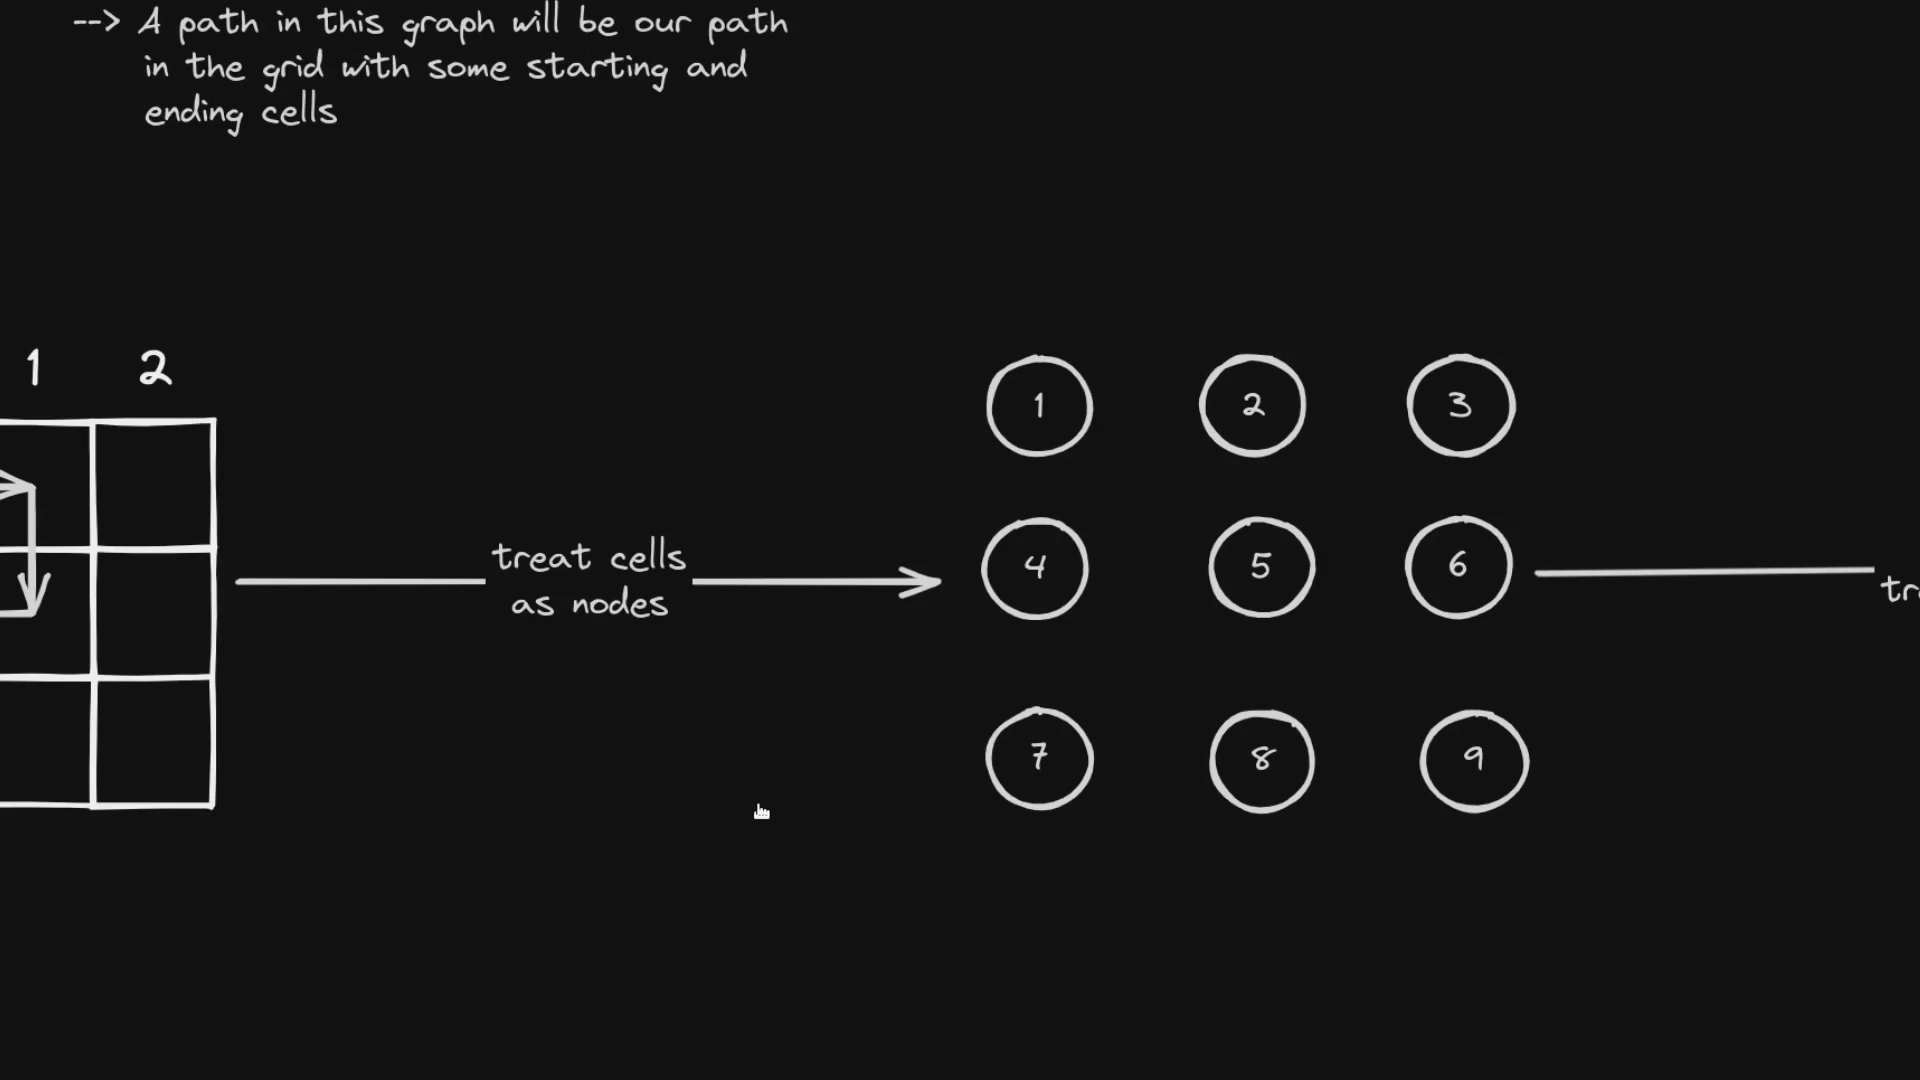 --> A path in this graph will be our path
in the grid with some starting and
ending cells
1 2
1 2 3
treat cells
as nodes
4 5 6
7 8 9